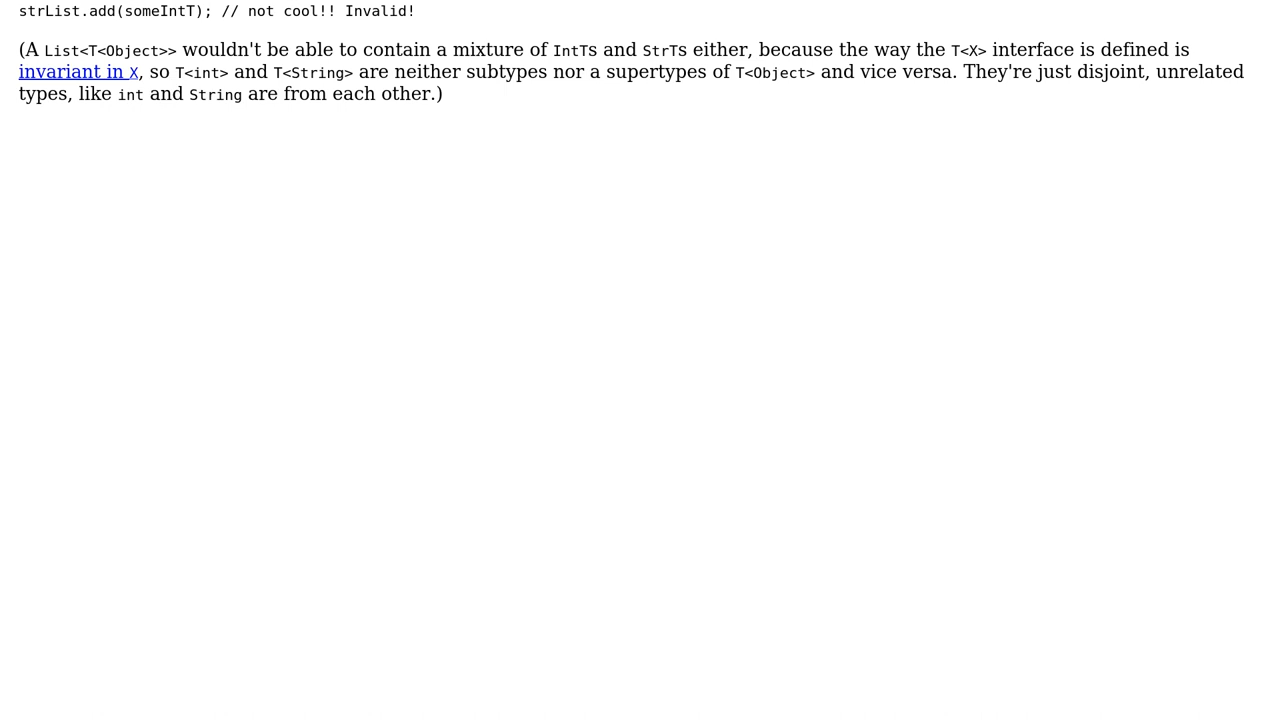 strList.add(someIntT); // not cool!! Invalid!
(A List<T<Object>> wouldn't be able to contain a mixture of IntTs and StrTs either, because the way the T<X> interface is defined is
invariant in X, so T<int> and T<String> are neither subtypes nor a supertypes of T<Object> and vice versa. They're just disjoint, unrelated
types, like int and String are from each other.)